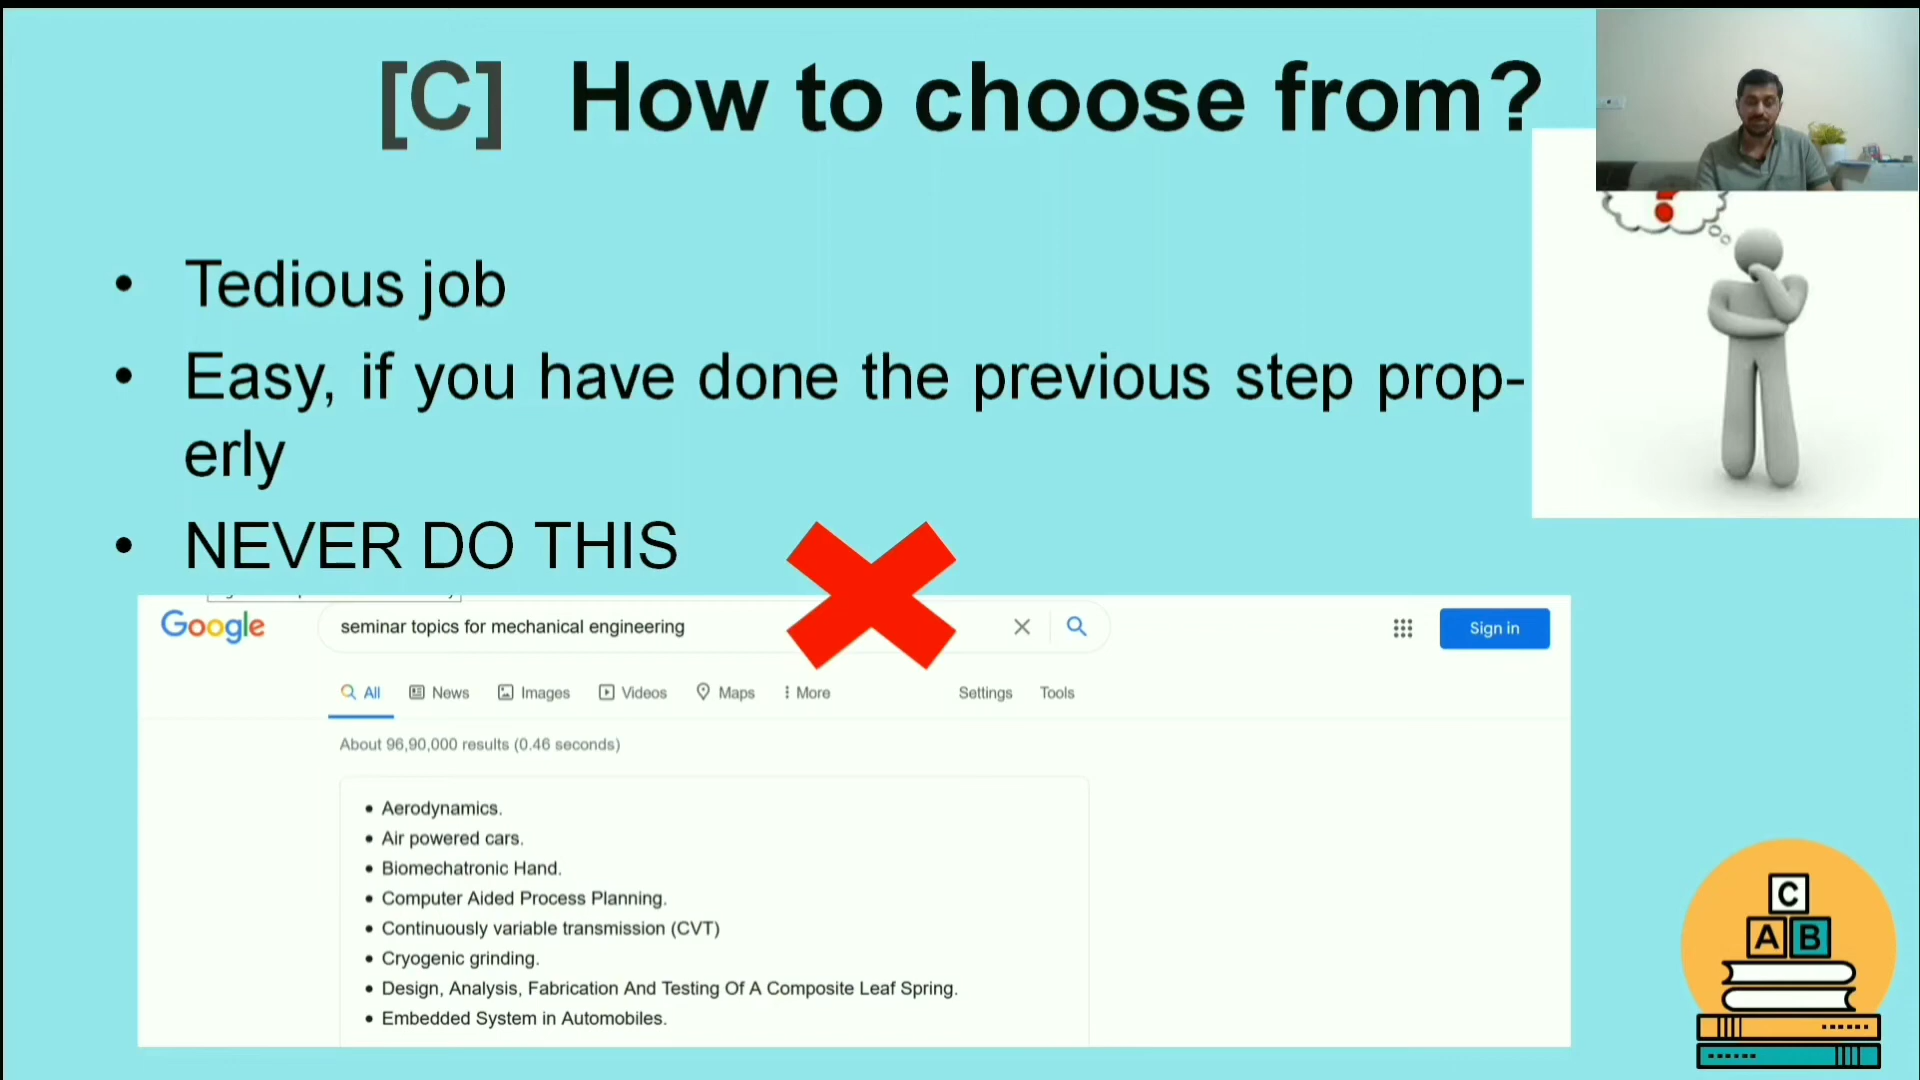 [C] How to choose from?
• Tedious job
• Easy, if you have done the previous step prop-
erly
• NEVER DO THIS
Google
seminar topics for mechanical engineering
Sign in
All News Images Videos Maps More Settings Tools
About 96,90,000 results (0.46 seconds)
• Aerodynamics.
• Air powered cars.
• Biomechatronic Hand.
• Computer Aided Process Planning.
• Continuously variable transmission (CVT)
• Cryogenic grinding.
• Design, Analysis, Fabrication And Testing Of A Composite Leaf Spring.
• Embedded System in Automobiles.
C
A B